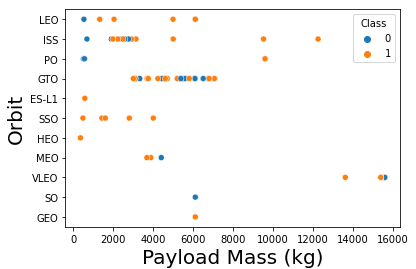 Class
0
1
LEO
ISS
PO
GTO
ES-L1
SSO
HEO
MEO
VLEO
SO
GEO
Orbit
0 2000 4000 6000 8000 10000 12000 14000 16000
Payload Mass (kg)